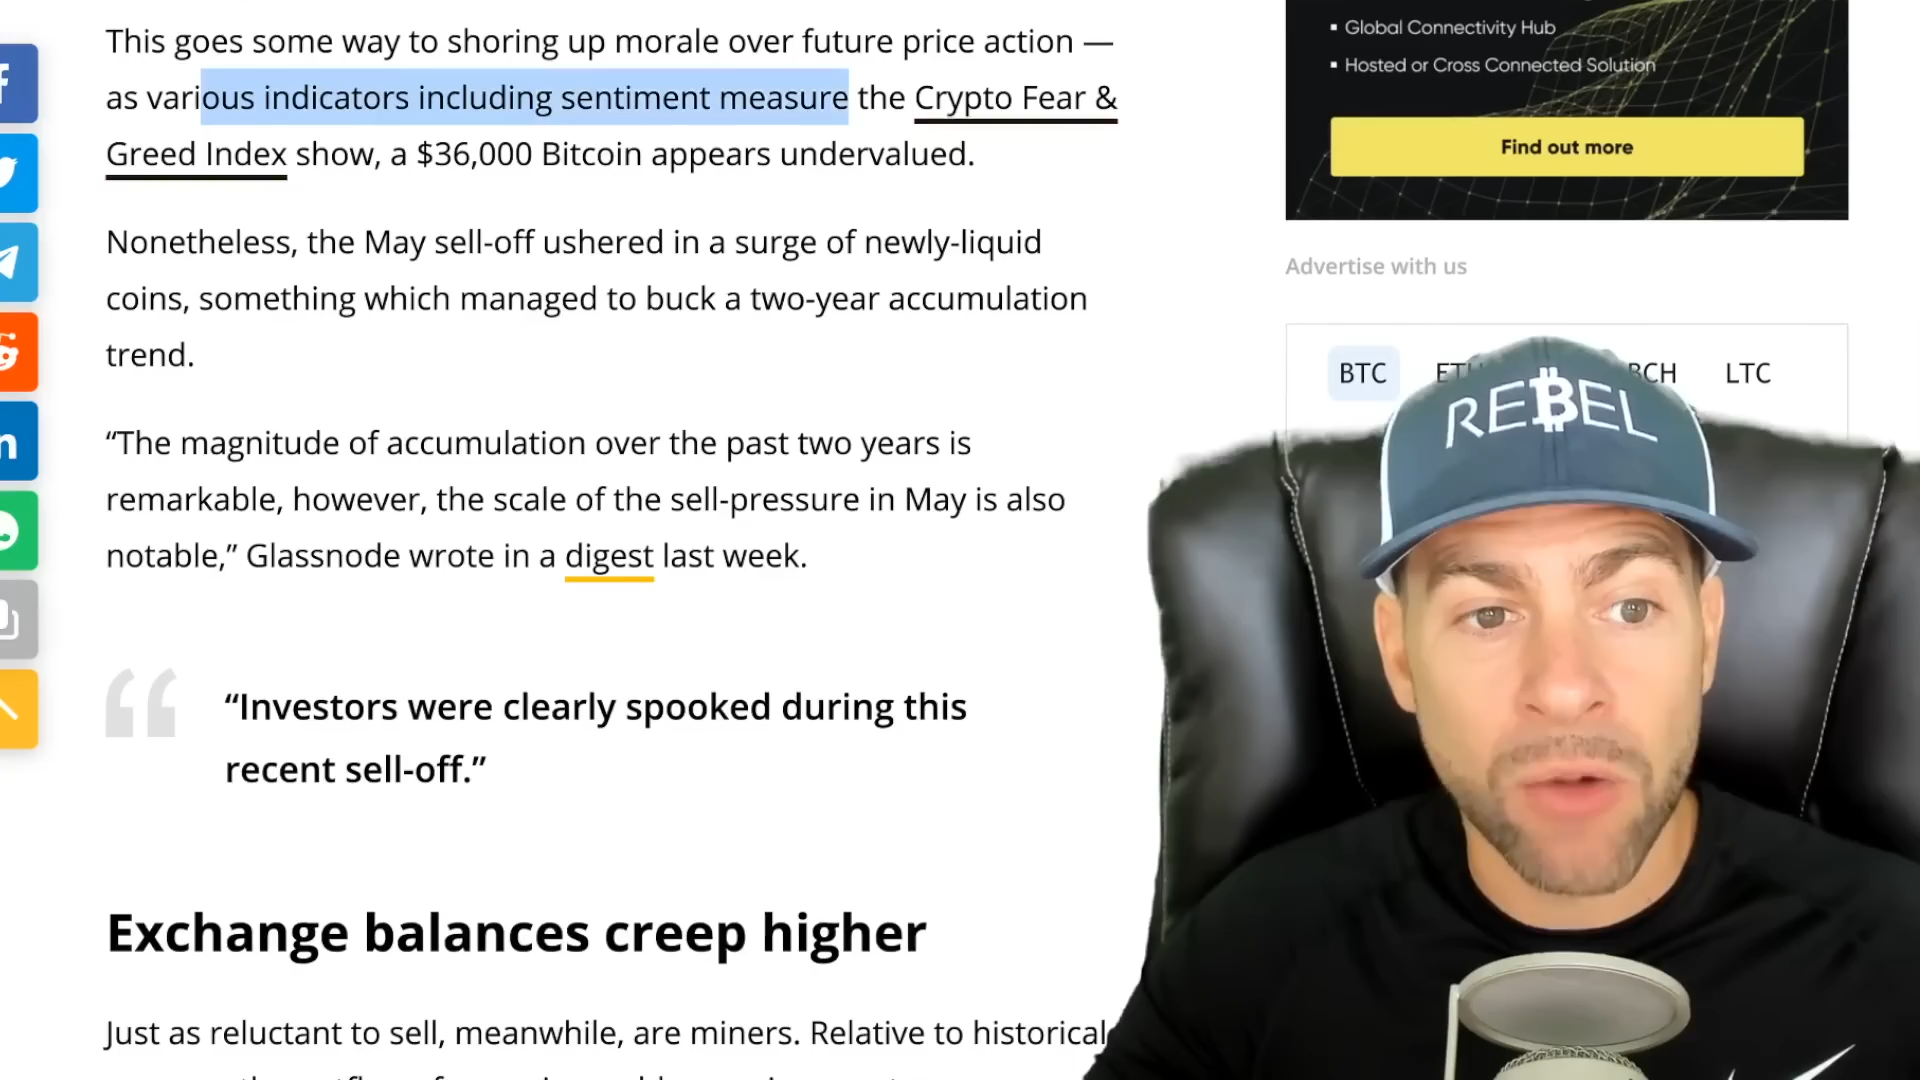 This goes some way to shoring up morale over future price action —
as various indicators including sentiment measure the Crypto Fear &
Greed Index show, a $36,000 Bitcoin appears undervalued.
Nonetheless, the May sell-off ushered in a surge of newly-liquid
coins, something which managed to buck a two-year accumulation
trend.
“The magnitude of accumulation over the past two years is
remarkable, however, the scale of the sell-pressure in May is also
notable,” Glassnode wrote in a digest last week.
“Investors were clearly spooked during this
recent sell-off.”
Exchange balances creep higher
Just as reluctant to sell, meanwhile, are miners. Relative to historical
▪ Global Connectivity Hub
▪ Hosted or Cross Connected Solution
Find out more
Advertise with us
BTC BCH LTC
REBEL